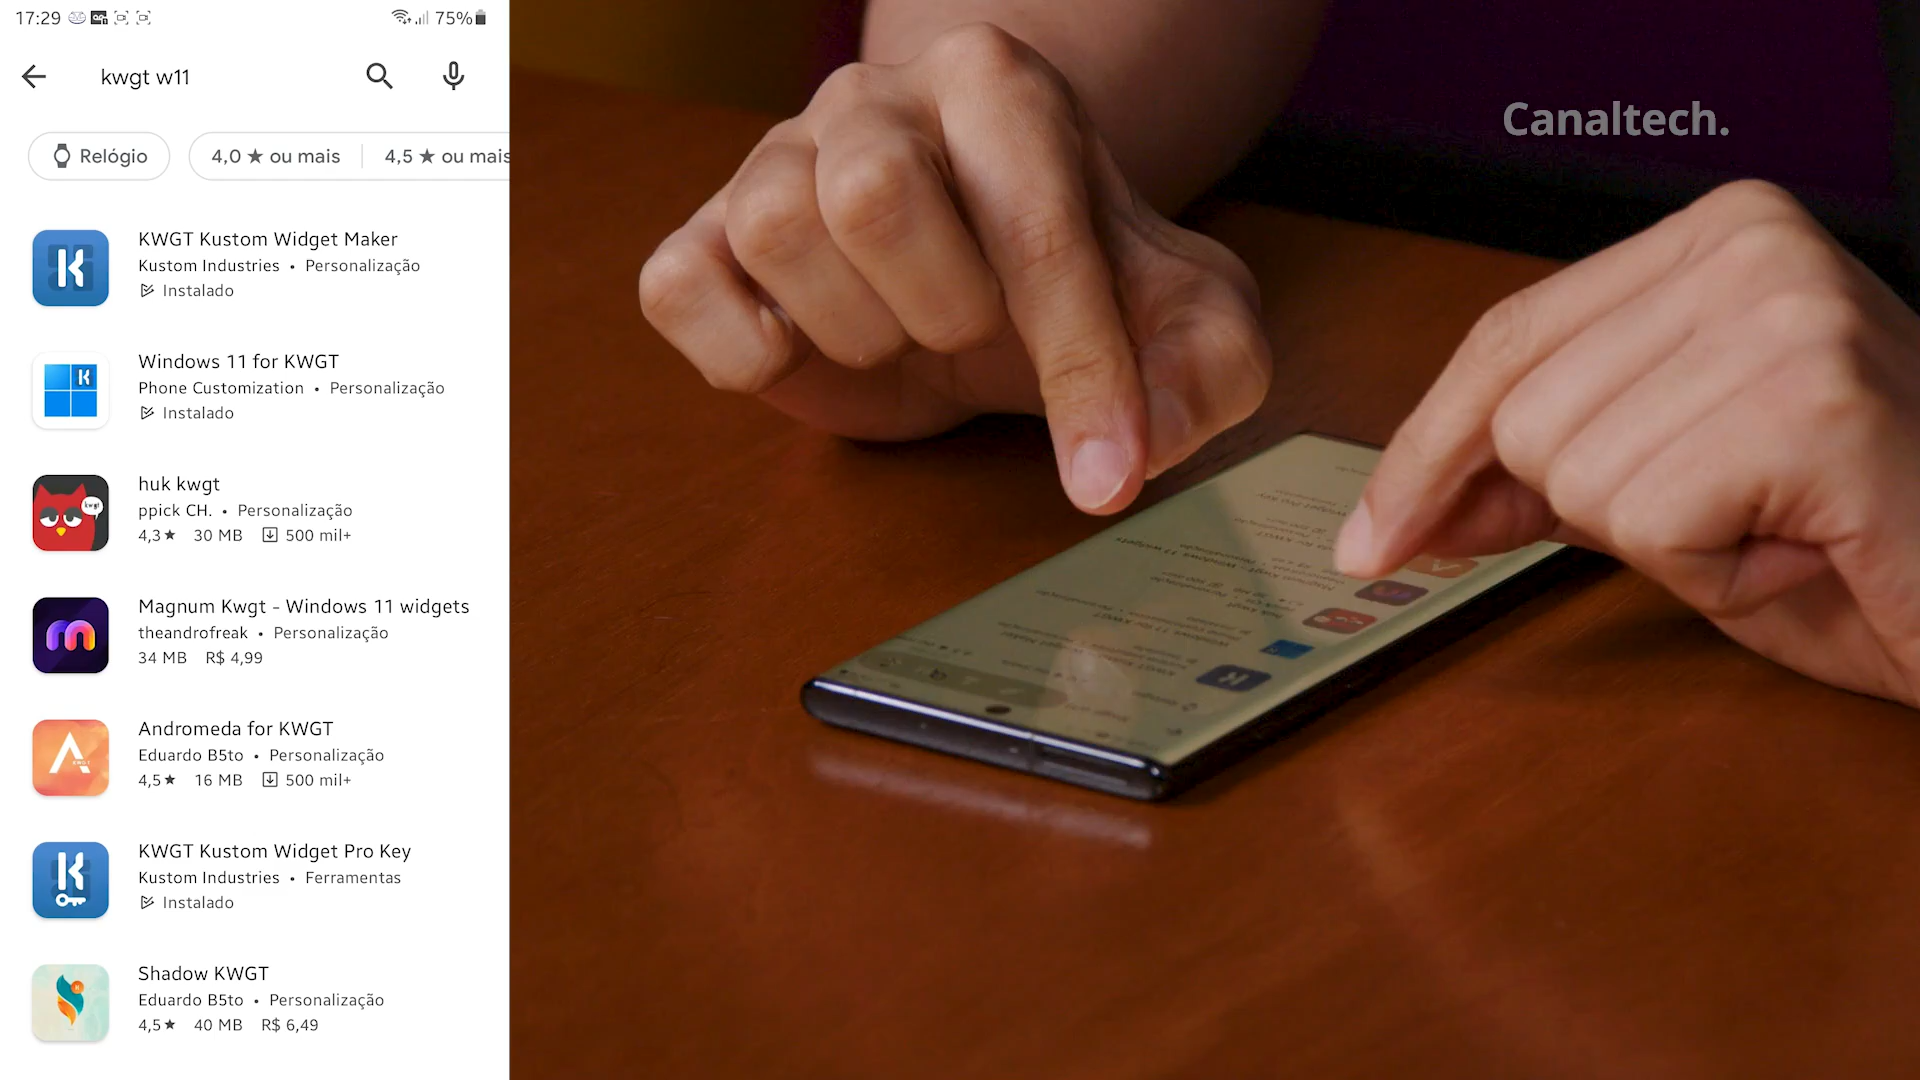 17:29
75%
kwgt w11
Relógio
4,0 ★ ou mais
4,5 ★ ou mais
KWGT Kustom Widget Maker
Kustom Industries • Personalização
Instalado
Windows 11 for KWGT
Phone Customization • Personalização
Instalado
huk kwgt
ppick CH. • Personalização
4,3★ 30 MB 500 mil+
Magnum Kwgt - Windows 11 widgets
theandrofreak • Personalização
34 MB R$ 4,99
Andromeda for KWGT
Eduardo B5to • Personalização
4,5★ 16 MB 500 mil+
KWGT Kustom Widget Pro Key
Kustom Industries • Ferramentas
Instalado
Shadow KWGT
Eduardo B5to • Personalização
4,5★ 40 MB R$ 6,49
Canaltech.